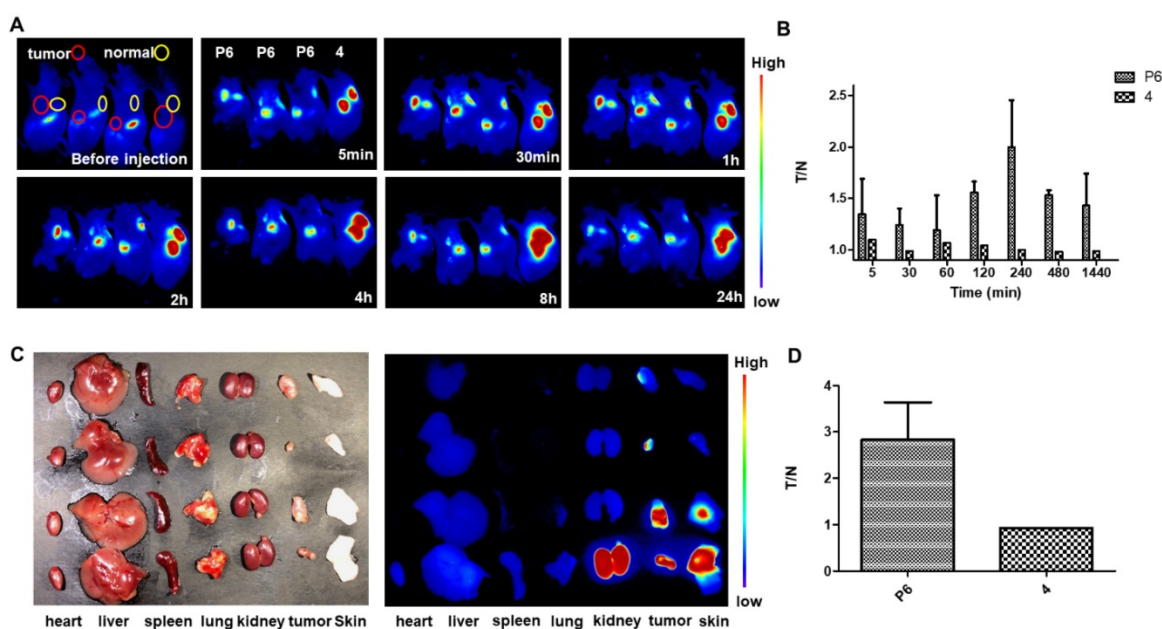 A
tumor normal
Before injection
P6 P6 P6 4
5min
30min
1h
2h
4h
8h
24h
High
low
B
P6
4
T/N
2.5
2.0
1.5
1.0
5 30 60 120 240 480 1440
Time (min)
C
heart liver spleen lung kidney tumor Skin
heart liver spleen lung kidney tumor skin
High
low
D
T/N
4
3
2
1
0
P6 4